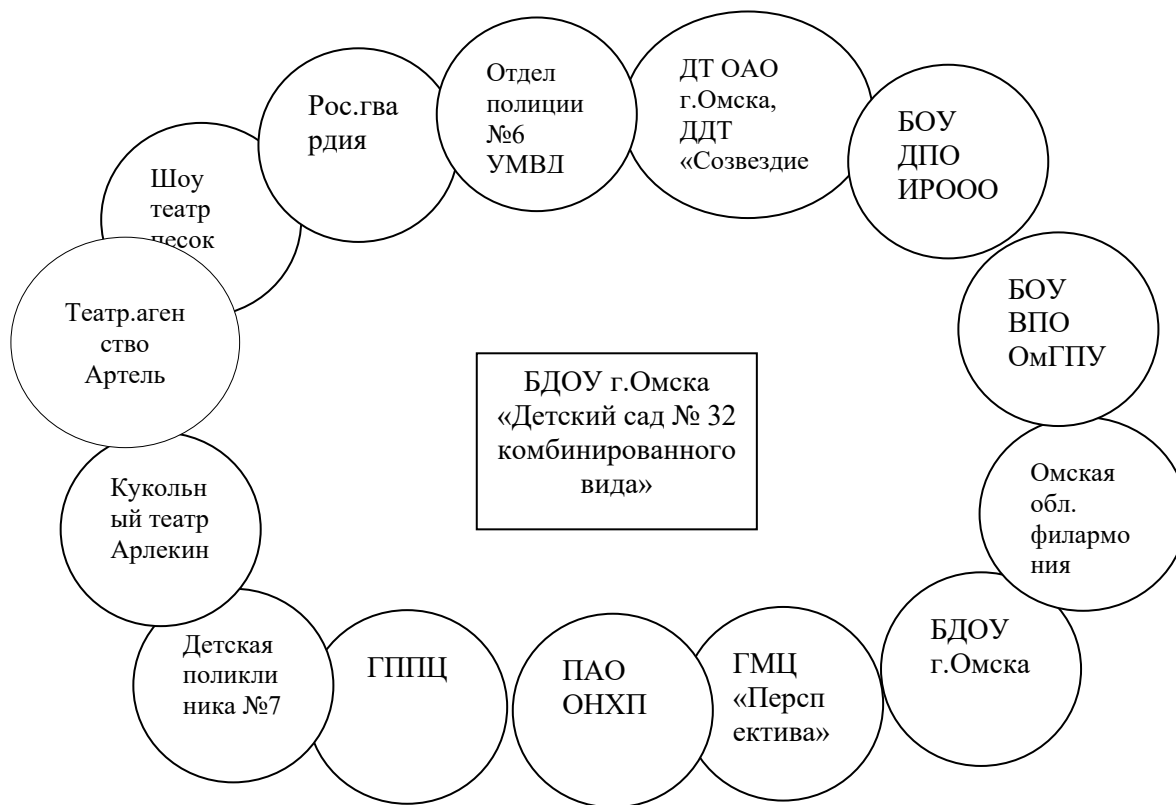 Отдел
полиции
№6
УМВД
ДТ ОАО
г.Омска,
ДДТ
«Созвездие
Рос.гва
рдия
БОУ
ДПО
ИРООО
Шоу
театр
песок
БОУ
ВПО
ОмГПУ
Театр.аген
ство
Артель
БДОУ г.Омска
«Детский сад № 32
комбинированного
вида»
Омская
обл.
филармо
ния
Кукольн
ый театр
Арлекин
БДОУ
г.Омска
Детская
поликли
ника №7
ГППЦ
ПАО
ОНХП
ГМЦ
«Персп
ектива»